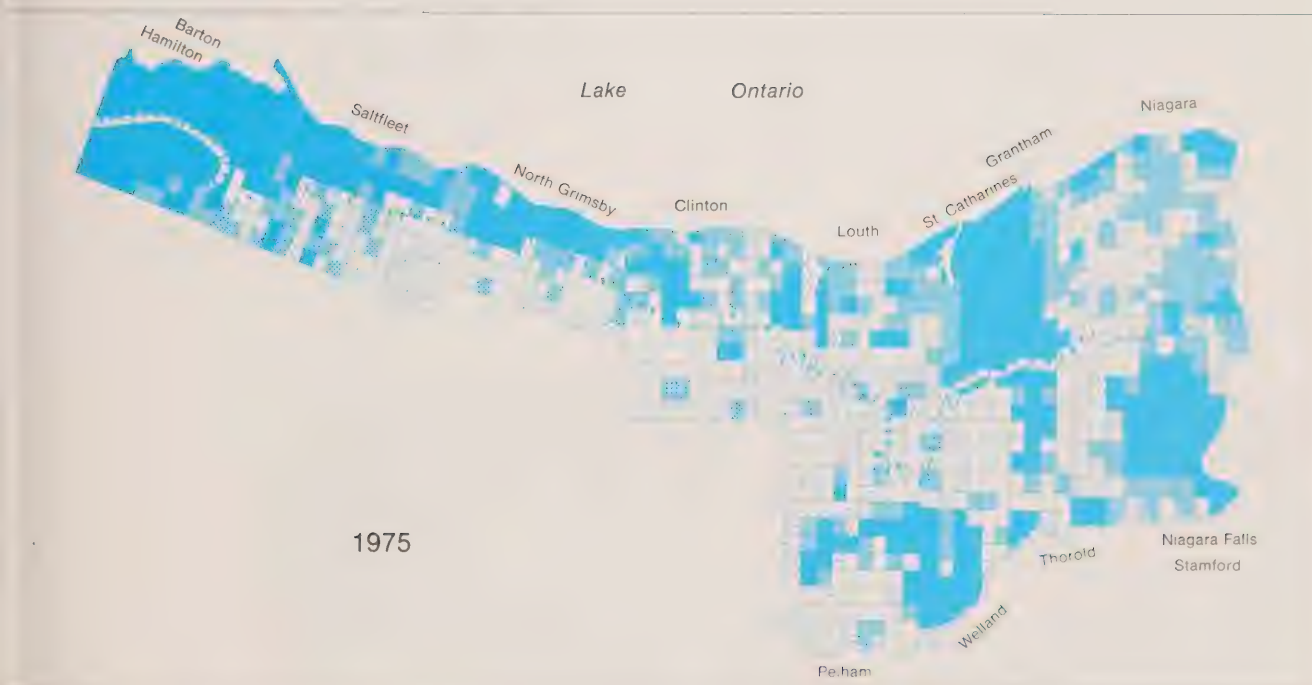 Barton
Hamilton
Lake Ontario
Saltfleet
Niagara
Grantham
North Grimsby
St. Catharines
Clinton
Louth
1975
Niagara Falls
Stamford
Thorold
Welland
Pelham